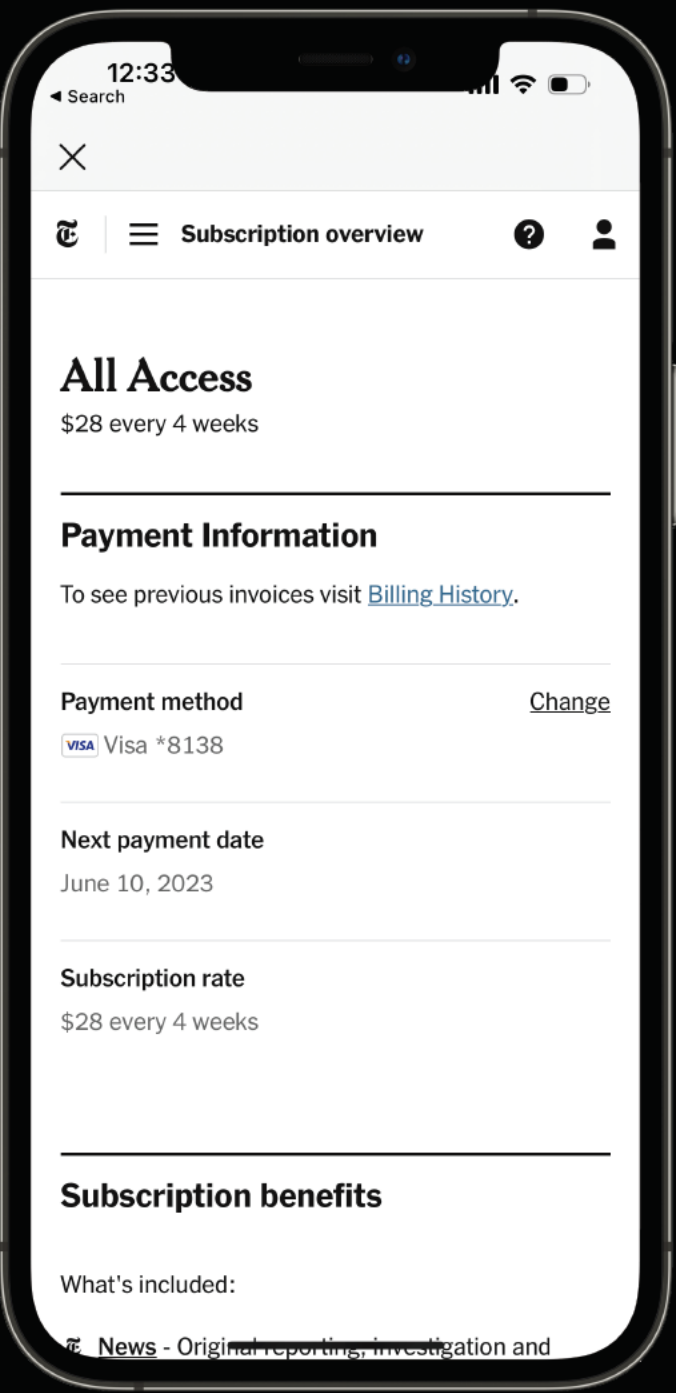 12:33
◀ Search
Subscription overview
All Access
$28 every 4 weeks
Payment Information
To see previous invoices visit Billing History.
Payment method
Change
VISA Visa *8138
Next payment date
June 10, 2023
Subscription rate
$28 every 4 weeks
Subscription benefits
What's included:
News - Original reporting, investigation and